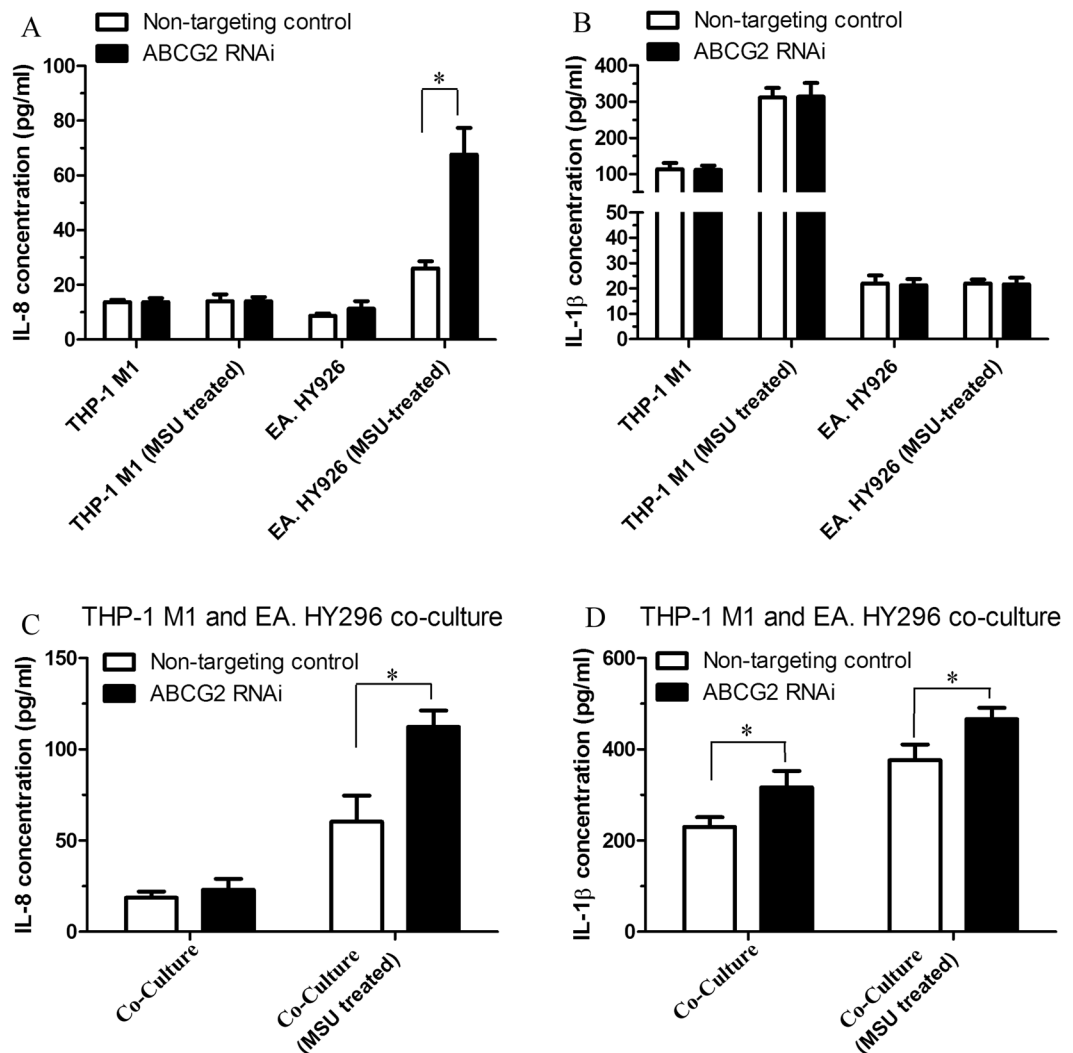 A
Non-targeting control
ABCG2 RNAi
IL-8 concentration (pg/ml)
100
80
60
40
20
0
*
THP-1 M1
THP-1 M1 (MSU treated)
EA. HY926
EA. HY926 (MSU-treated)
B
Non-targeting control
ABCG2 RNAi
IL-1β concentration (pg/ml)
400
300
200
100
50
40
30
20
10
0
THP-1 M1
THP-1 M1 (MSU treated)
EA. HY926
EA. HY926 (MSU-treated)
C THP-1 M1 and EA. HY296 co-culture
Non-targeting control
ABCG2 RNAi
IL-8 concentration (pg/ml)
150
100
50
0
*
Co-Culture
Co-Culture
(MSU treated)
D THP-1 M1 and EA. HY296 co-culture
Non-targeting control
ABCG2 RNAi
IL-1β concentration (pg/ml)
600
400
200
0
*
*
Co-Culture
Co-Culture
(MSU treated)